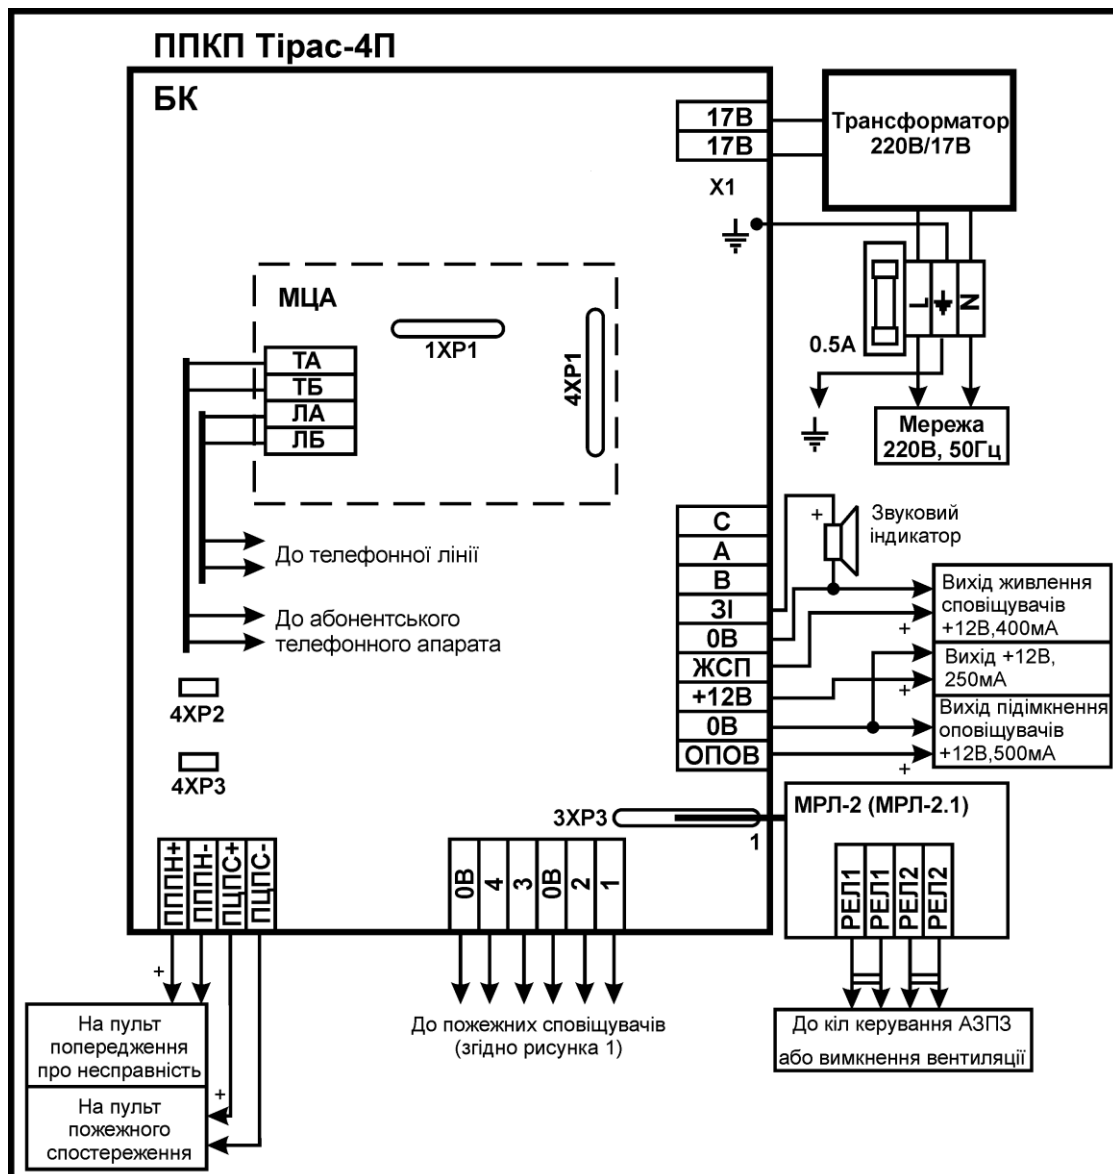 ППКП Тірас-4П
БК
17В
17В
X1
Трансформатор
220В/17В
L
N
0.5А
Мережа
220В, 50Гц
МЦА
1XP1
4XP1
ТА
ТБ
ЛА
ЛБ
До телефонної лінії
До абонентського
телефонного апарата
4XP2
4XP3
С
А
В
ЗІ
0В
ЖСП
+12В
0В
ОПОВ
+
Звуковий
індикатор
Вихід живлення
сповіщувачів
+12В,400мА
+
Вихід +12В,
250мА
+
Вихід підімкнення
оповіщувачів
+12В,500мА
+
3XP3
1
МРЛ-2 (МРЛ-2.1)
РЕЛ1
РЕЛ1
РЕЛ2
РЕЛ2
До кіл керування АЗПЗ
або вимкнення вентиляції
ПППН+
ПППН-
ПЦПС+
ПЦПС-
+
На пульт
попередження
про несправність
+
На пульт
пожежного
спостереження
0В
4
3
0В
2
1
До пожежних сповіщувачів
(згідно рисунка 1)